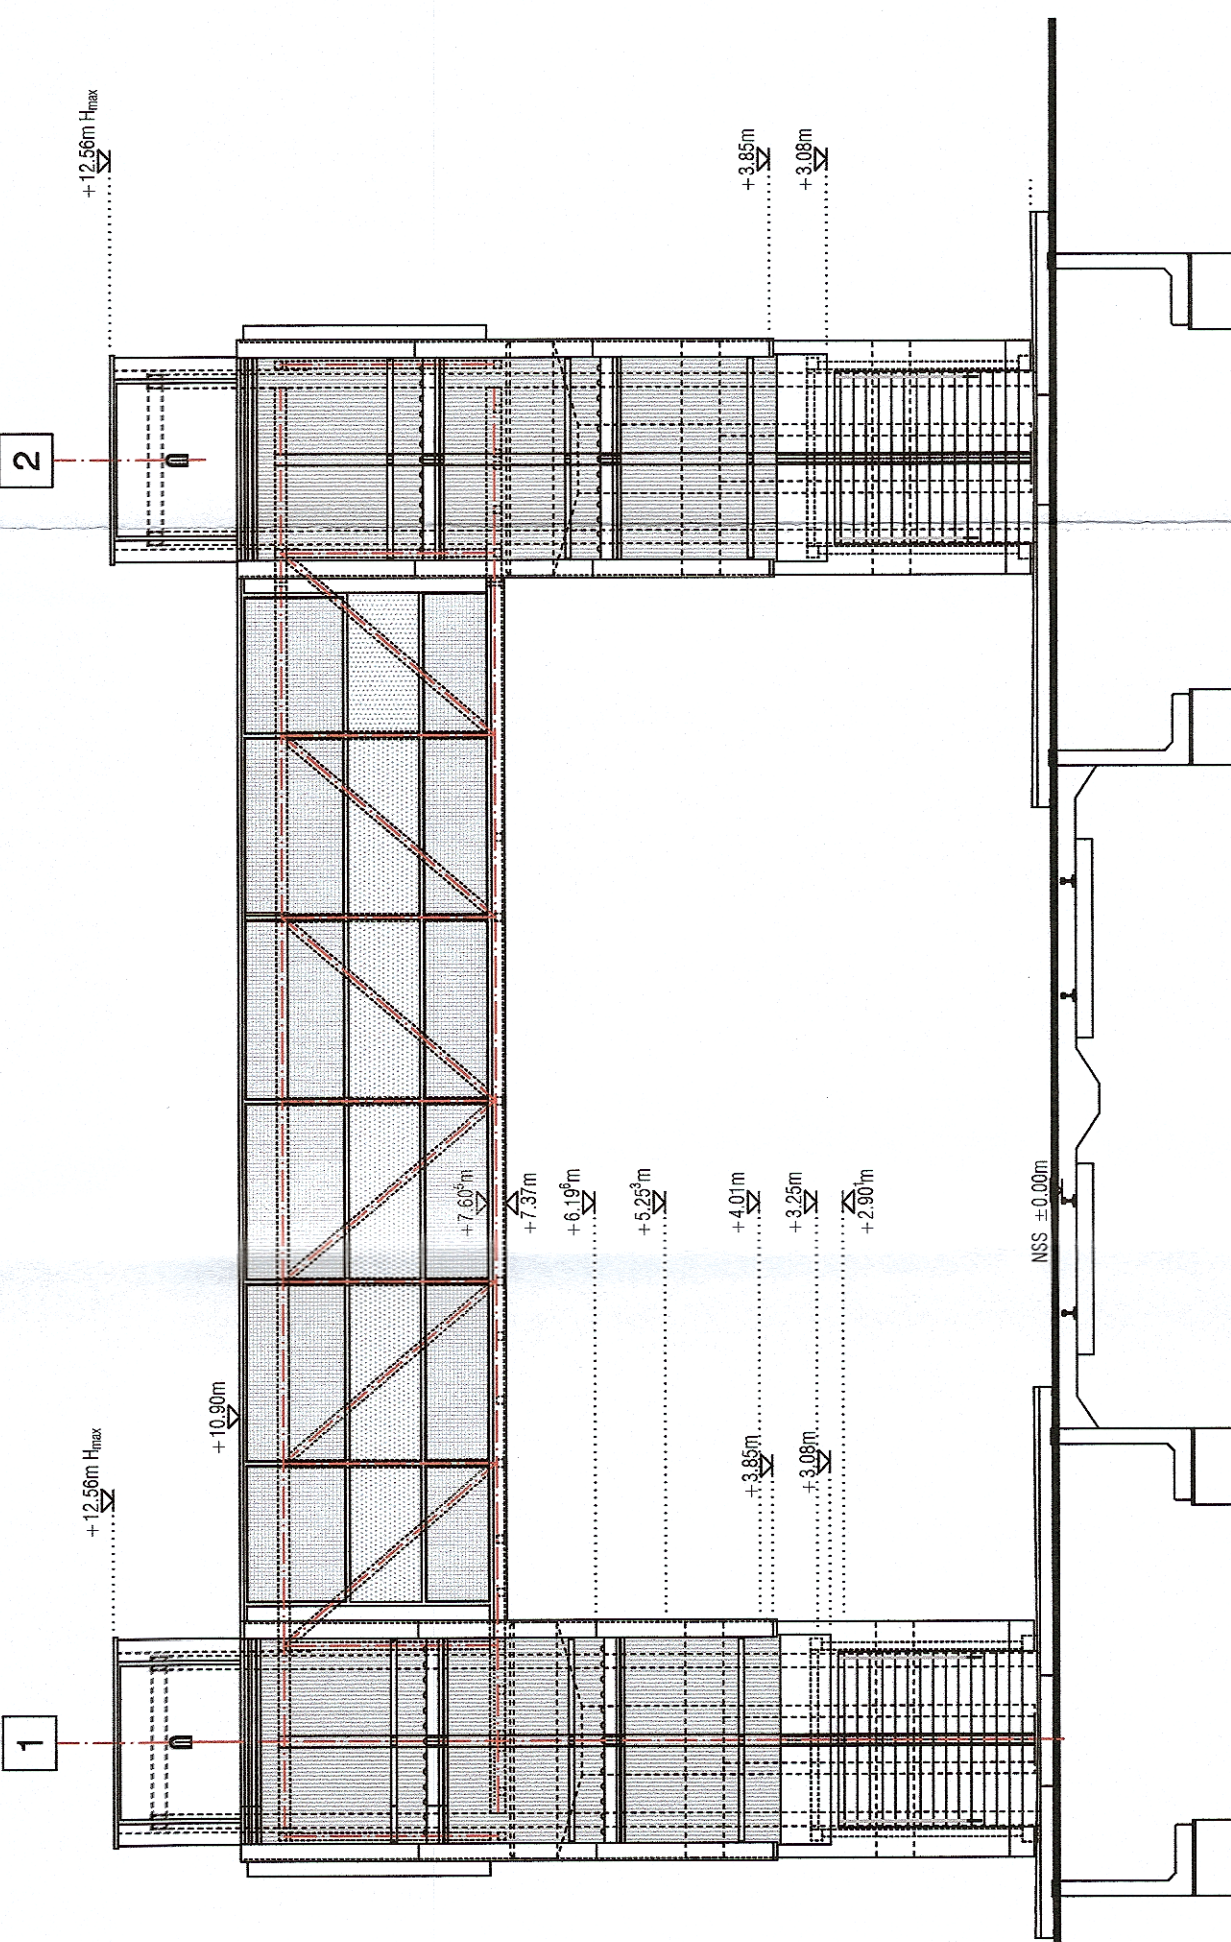 1
2
+12.56m Hmax
+12.56m Hmax
+10.90m
+7.60⁵m
+7.37m
+6.19⁶m
+5.25³m
+4.01m
+3.85m
+3.25m
+3.08m
+2.90¹m
+3.85m
+3.08m
NSS ±0.00m